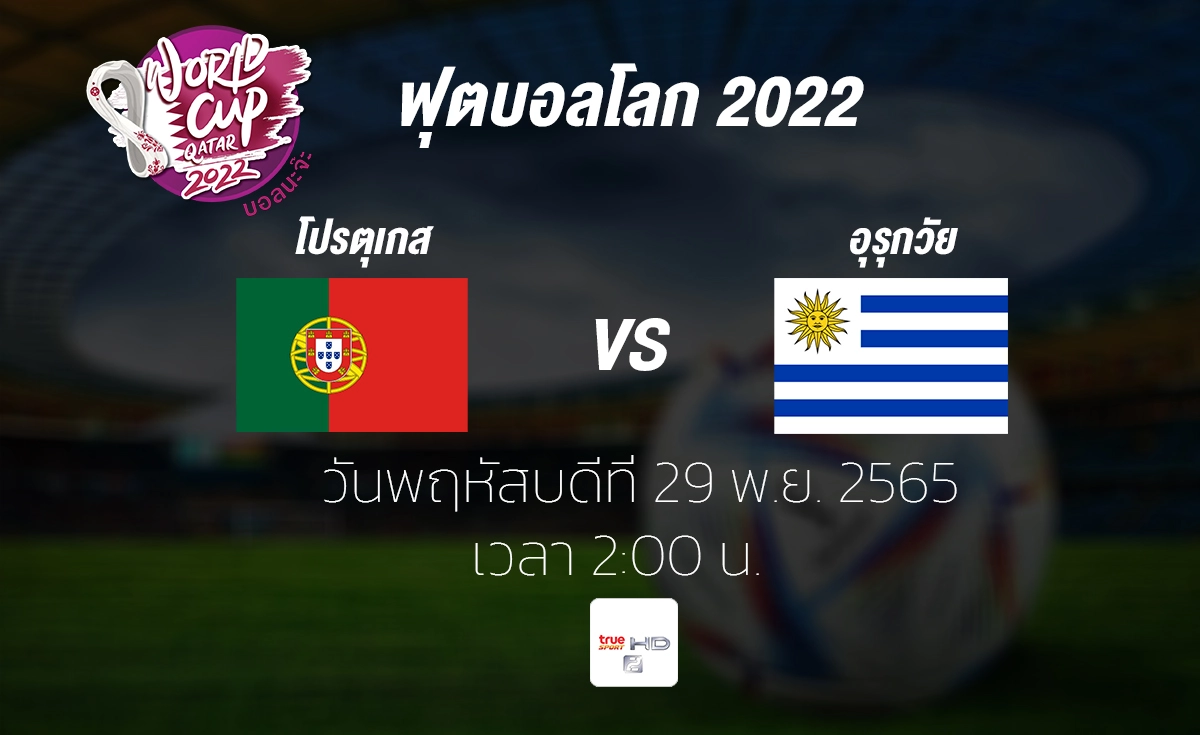 WORLD
CUP
QATAR
2022
บอลนะจ๊ะ
ฟุตบอลโลก 2022
โปรตุเกส
อุรุกวัย
VS
วันพฤหัสบดีที่ 29 พ.ย. 2565
เวลา 2:00 น.
true
SPORT
HD
2